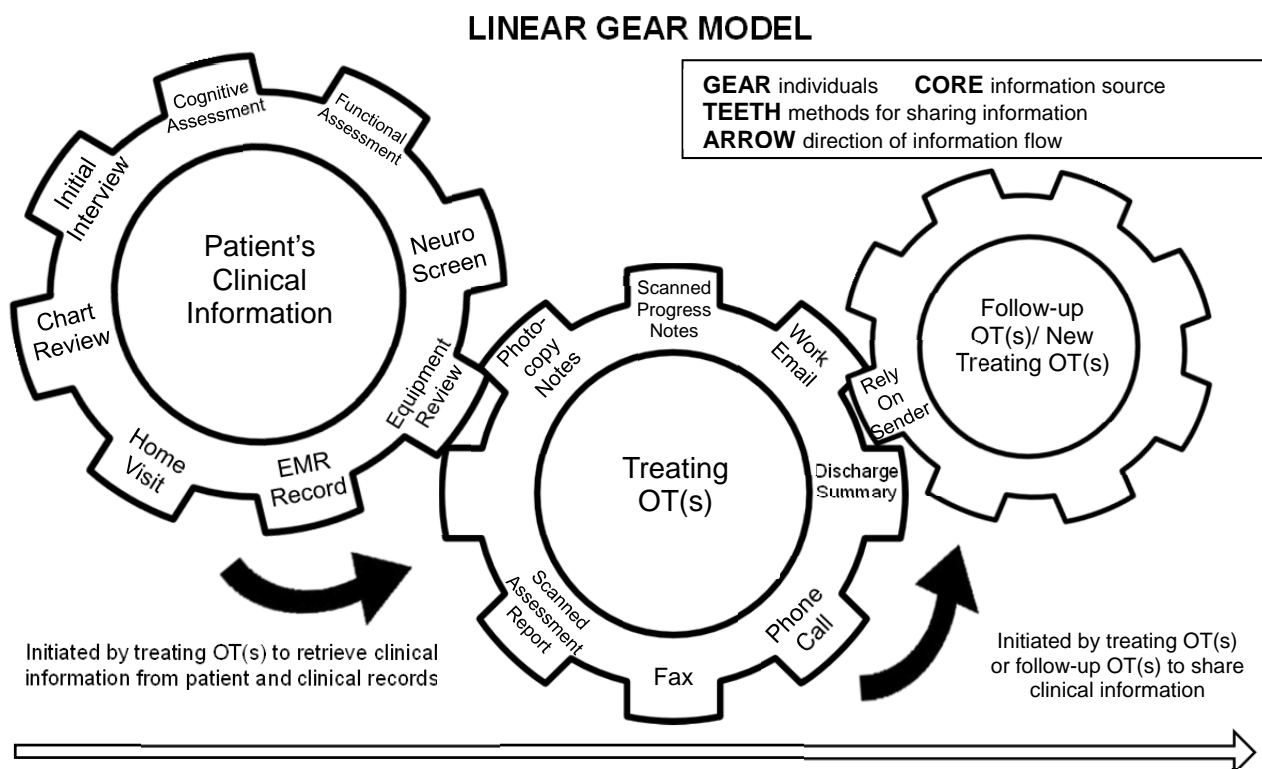 LINEAR GEAR MODEL
GEAR individuals CORE information source
TEETH methods for sharing information
ARROW direction of information flow
Cognitive
Assessment
Functional
Assessment
Initial
Interview
Neuro
Screen
Chart
Review
Equipment
Review
Home
Visit
EMR
Record
Patient's
Clinical
Information
Photo-
copy
Notes
Scanned
Progress
Notes
Work
Email
Discharge
Summary
Scanned
Assessment
Report
Fax
Phone
Call
Treating
OT(s)
Rely
On
Sender
Follow-up
OT(s)/ New
Treating OT(s)
Initiated by treating OT(s) to retrieve clinical
information from patient and clinical records
Initiated by treating OT(s)
or follow-up OT(s) to share
clinical information